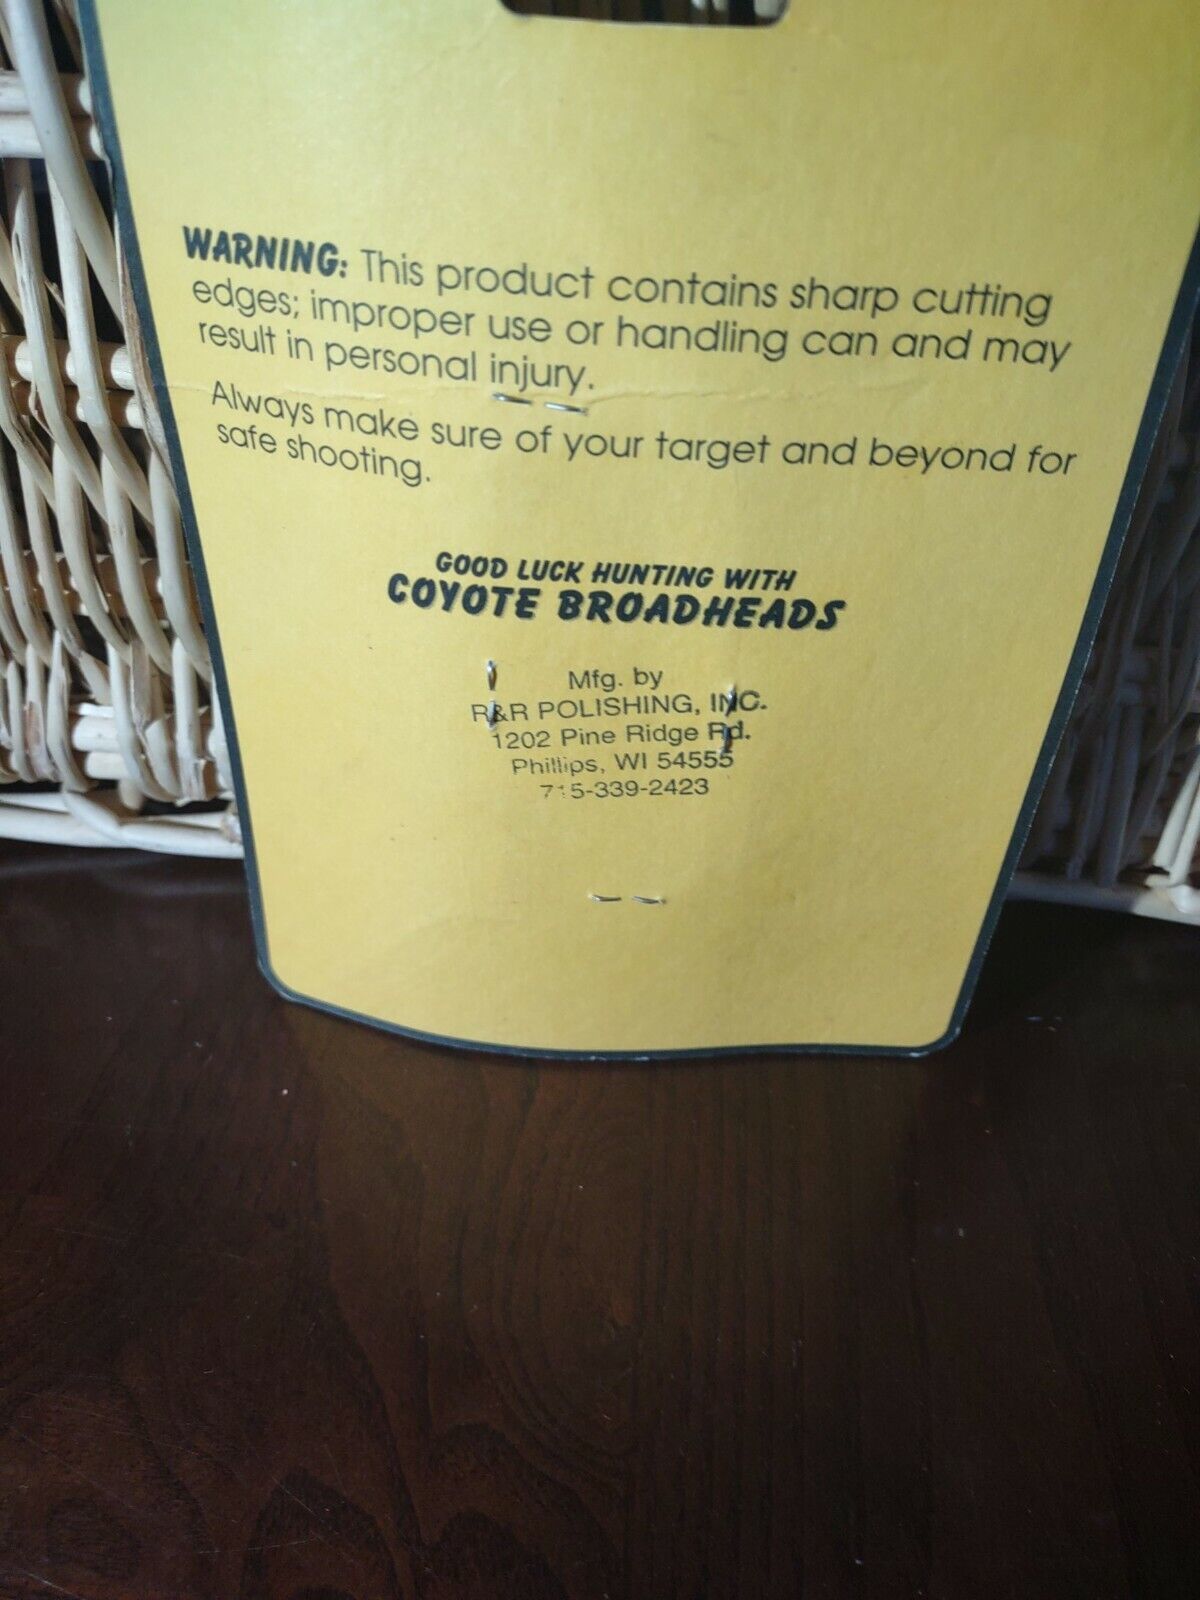 WARNING: This product contains sharp cutting
edges; improper use or handling can and may
result in personal injury.
Always make sure of your target and beyond for
safe shooting.
GOOD LUCK HUNTING WITH
COYOTE BROADHEADS
Mfg. by
R&R POLISHING, INC.
1202 Pine Ridge Rd.
Phillips, WI 54555
715-339-2423